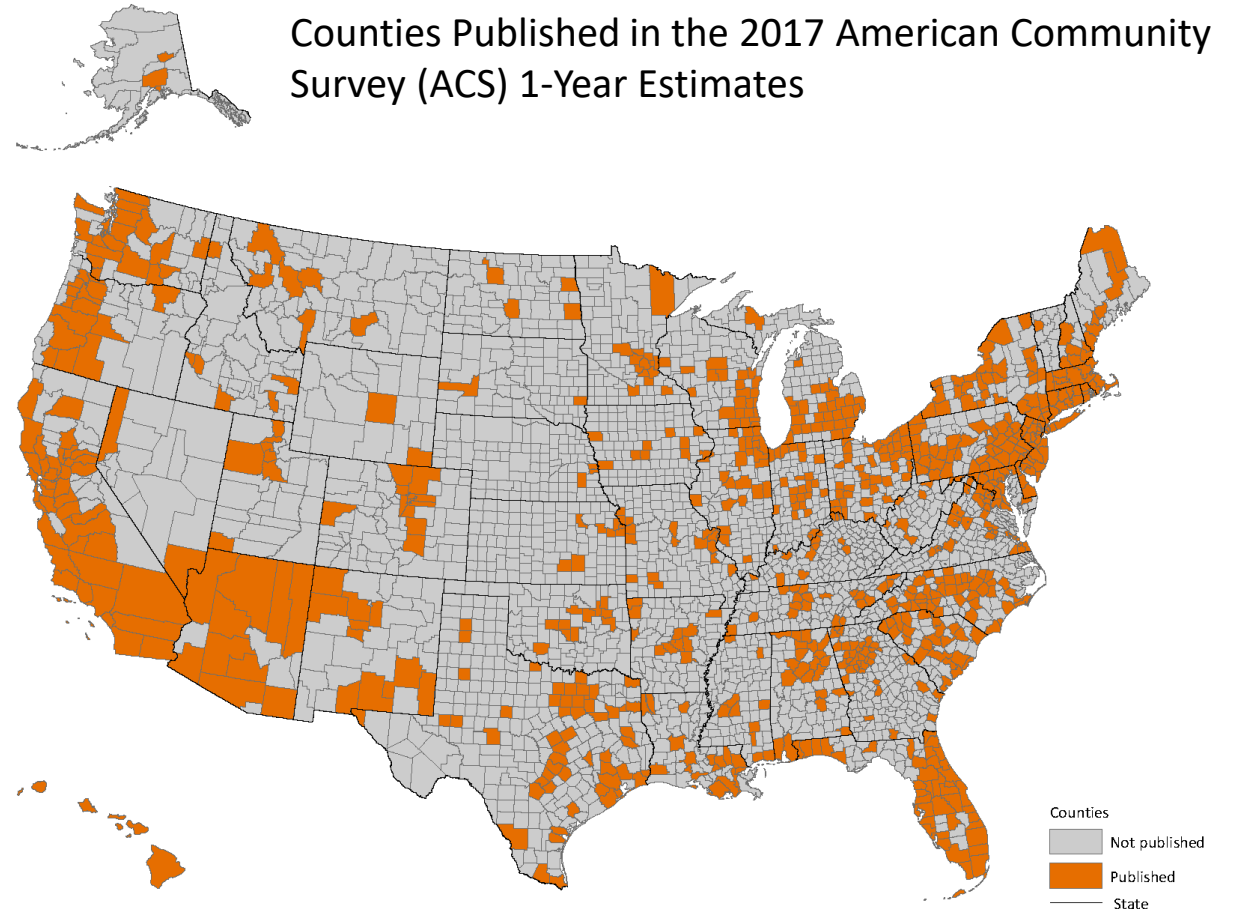 Counties Published in the 2017 American Community
Survey (ACS) 1-Year Estimates
Counties
Not published
Published
State